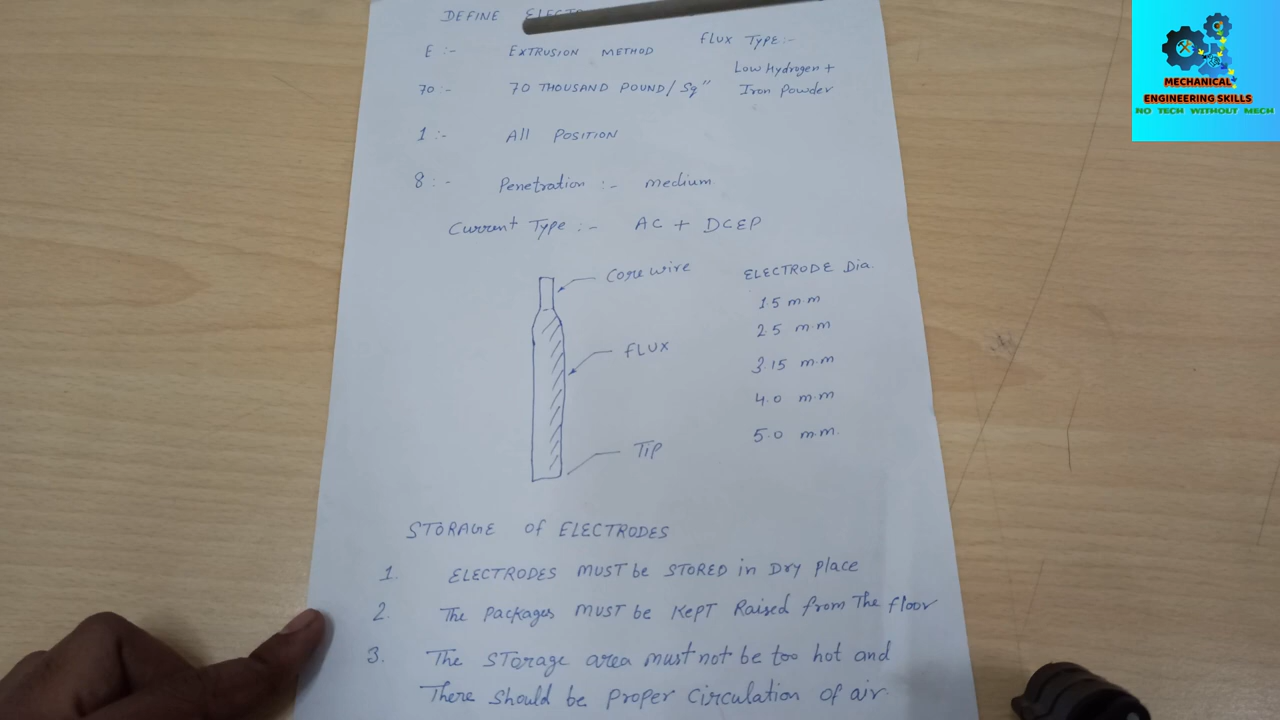 DEFINE
E :- EXTRUSION METHOD
FLUX TYPE:-
Low Hydrogen +
Iron Powder
70 :- 70 THOUSAND POUND/Sq"
1 :- All POSITION
8 :- Penetration :- medium
Current Type :- AC + DCEP
Core wire
FLUX
TIP
ELECTRODE Dia.
1.5 m.m
2.5 m.m
3.15 m.m
4.0 m.m
5.0 m.m.
STORAGE of ELECTRODES
1. ELECTRODES MUST be STORED in Dry place
2. The packages MUST be KEPT Raised from The floor
3. The STorage area must not be too hot and
There should be proper circulation of air.
MECHANICAL
ENGINEERING SKILLS
NO TECH WITHOUT MECH